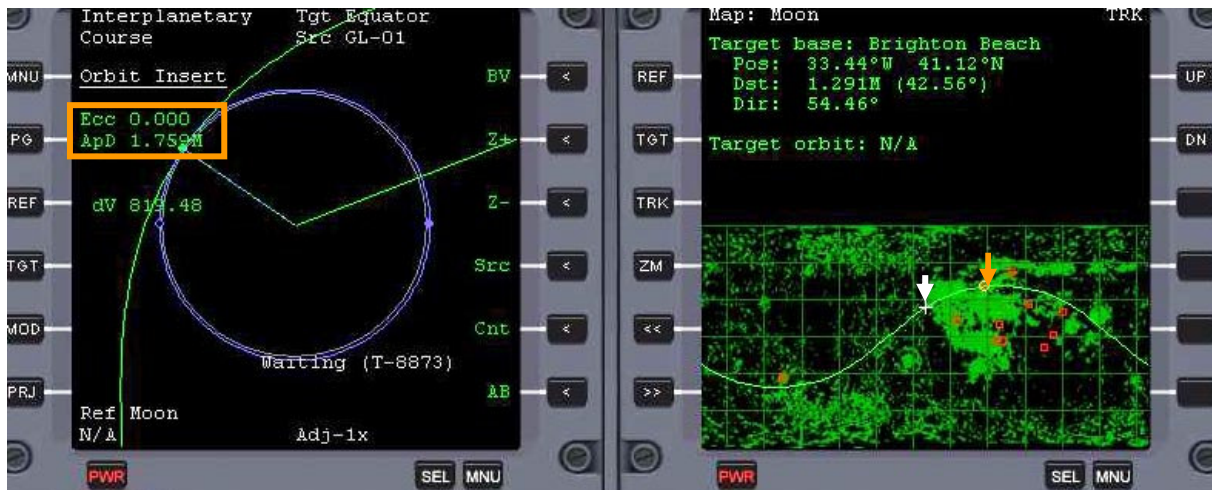 Interplanetary Tgt Equator
Course Src GL-01
MNU Orbit Insert BV <
Ecc 0.000
PG ApD 1.759M Z+ <
REF dV 819.48 Z- <
TGT Src <
MOD Cnt <
Waiting (T-8873)
PRJ AB <
Ref Moon
N/A Adj-1x
PWR SEL MNU
Map: Moon TRK
Target base: Brighton Beach
REF Pos: 33.44°W 41.12°N UP
Dst: 1.291M (42.56°)
Dir: 54.46°
TGT Target orbit: N/A DN
TRK
ZM
<<
>>
PWR SEL MNU